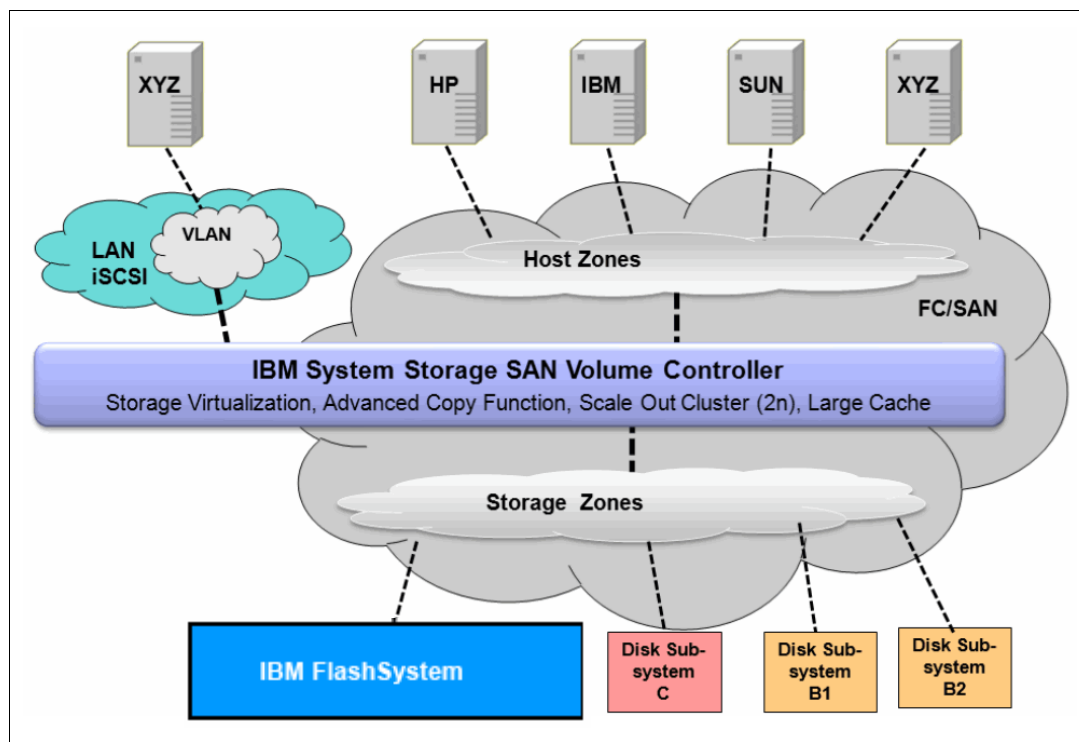 XYZ
HP
IBM
SUN
XYZ
VLAN
LAN
iSCSI
Host Zones
FC/SAN
IBM System Storage SAN Volume Controller
Storage Virtualization, Advanced Copy Function, Scale Out Cluster (2n), Large Cache
Storage Zones
IBM FlashSystem
Disk Sub-
system
C
Disk Sub-
system
B1
Disk Sub-
system
B2